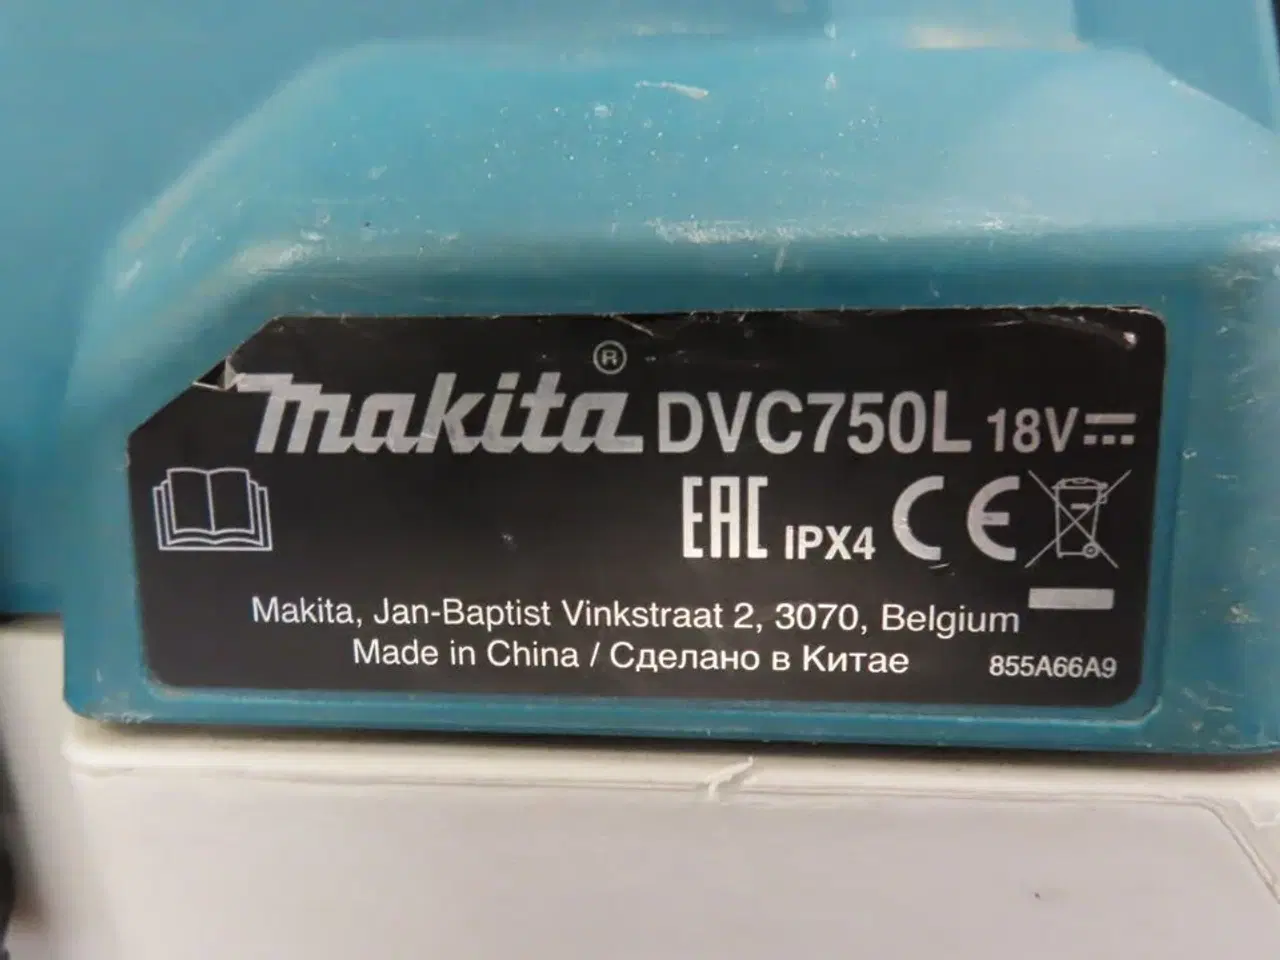 makita® DVC750L 18V
EAC IPX4 CE
Makita, Jan-Baptist Vinkstraat 2, 3070, Belgium
Made in China / Сделано в Китае 855A66A9